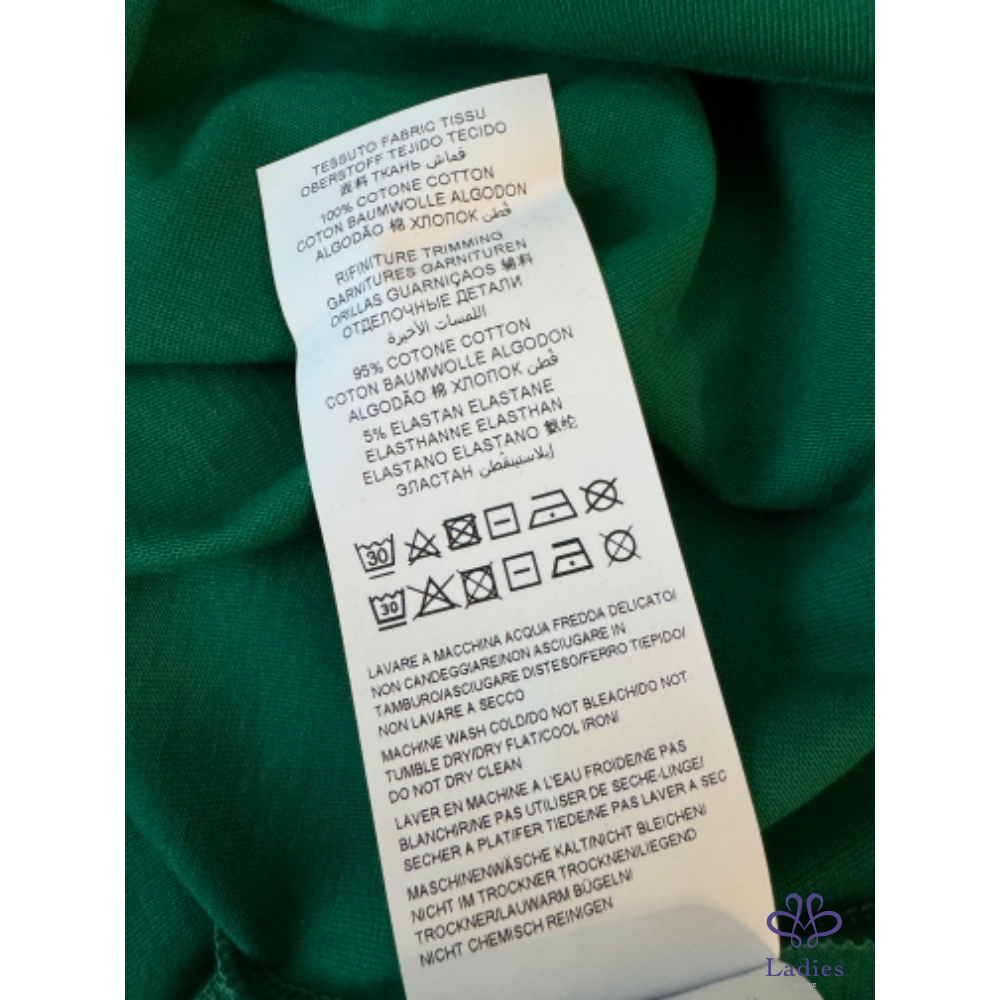 TESSUTO FABRIC TISSU
OBERSTOFF TEJIDO TECIDO
面料 ТКАНЬ قماش
100% COTONE COTTON
COTON BAUMWOLLE ALGODON
ALGODÃO 棉 ХЛОПОК قُطن
RIFINITURE TRIMMING
GARNITURES GARNITUREN
ORILLAS GUARNIÇAOS 辅料
ОТДЕЛОЧНЫЕ ДЕТАЛИ
اللمسات الأخيرة
95% COTONE COTTON
COTON BAUMWOLLE ALGODON
ALGODÃO 棉 ХЛОПОК قُطن
5% ELASTAN ELASTANE
ELASTHANNE ELASTHAN
ELASTANO ELASTANO 氨纶
ЭЛАСТАН
30
30
LAVARE A MACCHINA ACQUA FREDDA DELICATO/
NON CANDEGGIARE/NON ASCIUGARE IN
TAMBURO/ASCIUGARE DISTESO/FERRO TIEPIDO/
NON LAVARE A SECCO
MACHINE WASH COLD/DO NOT BLEACH/DO NOT
TUMBLE DRY/DRY FLAT/COOL IRON/
DO NOT DRY CLEAN
LAVER EN MACHINE A L'EAU FROIDE/NE PAS
BLANCHIR/NE PAS UTILISER DE SECHE-LINGE/
SECHER A PLAT/FER TIEDE/NE PAS LAVER A SEC
MASCHINENWÄSCHE KALT/NICHT BLEICHEN/
NICHT IM TROCKNER TROCKNEN/LIEGEND
TROCKNER/LAUWARM BÜGELN/
NICHT CHEMISCH REINIGEN
Ladies